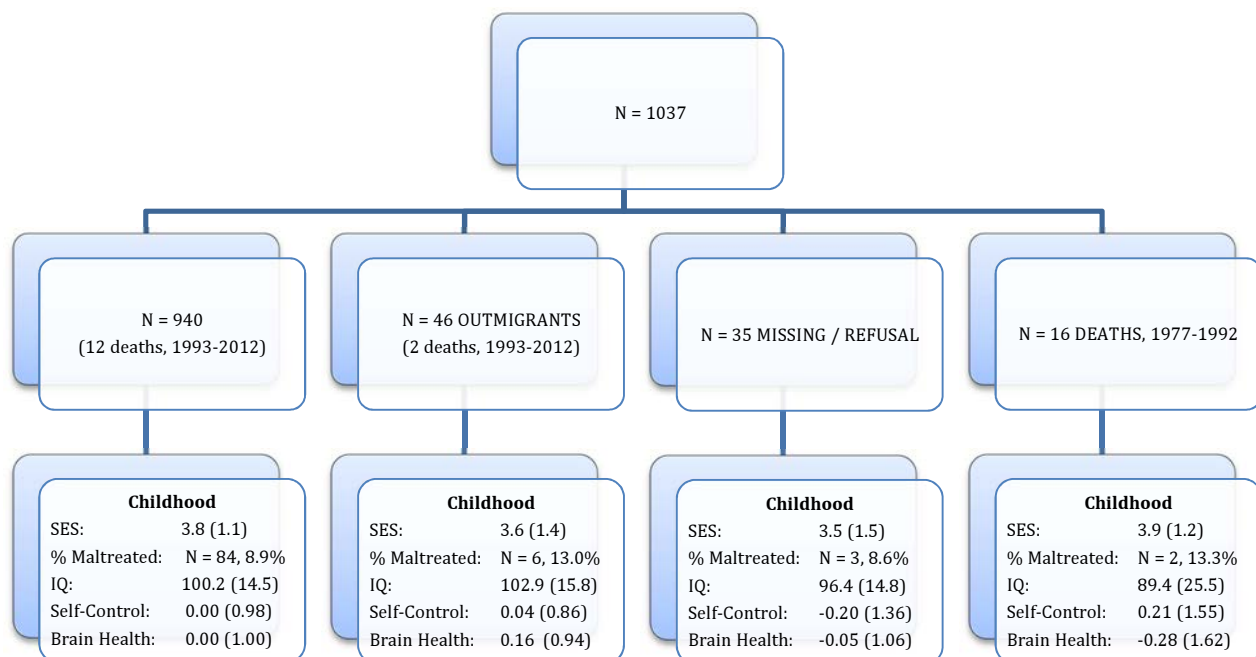 N = 1037
N = 940
(12 deaths, 1993-2012)
N = 46 OUTMIGRANTS
(2 deaths, 1993-2012)
N = 35 MISSING / REFUSAL
N = 16 DEATHS, 1977-1992
Childhood
SES: 3.8 (1.1)
% Maltreated: N = 84, 8.9%
IQ: 100.2 (14.5)
Self-Control: 0.00 (0.98)
Brain Health: 0.00 (1.00)
Childhood
SES: 3.6 (1.4)
% Maltreated: N = 6, 13.0%
IQ: 102.9 (15.8)
Self-Control: 0.04 (0.86)
Brain Health: 0.16 (0.94)
Childhood
SES: 3.5 (1.5)
% Maltreated: N = 3, 8.6%
IQ: 96.4 (14.8)
Self-Control: -0.20 (1.36)
Brain Health: -0.05 (1.06)
Childhood
SES: 3.9 (1.2)
% Maltreated: N = 2, 13.3%
IQ: 89.4 (25.5)
Self-Control: 0.21 (1.55)
Brain Health: -0.28 (1.62)